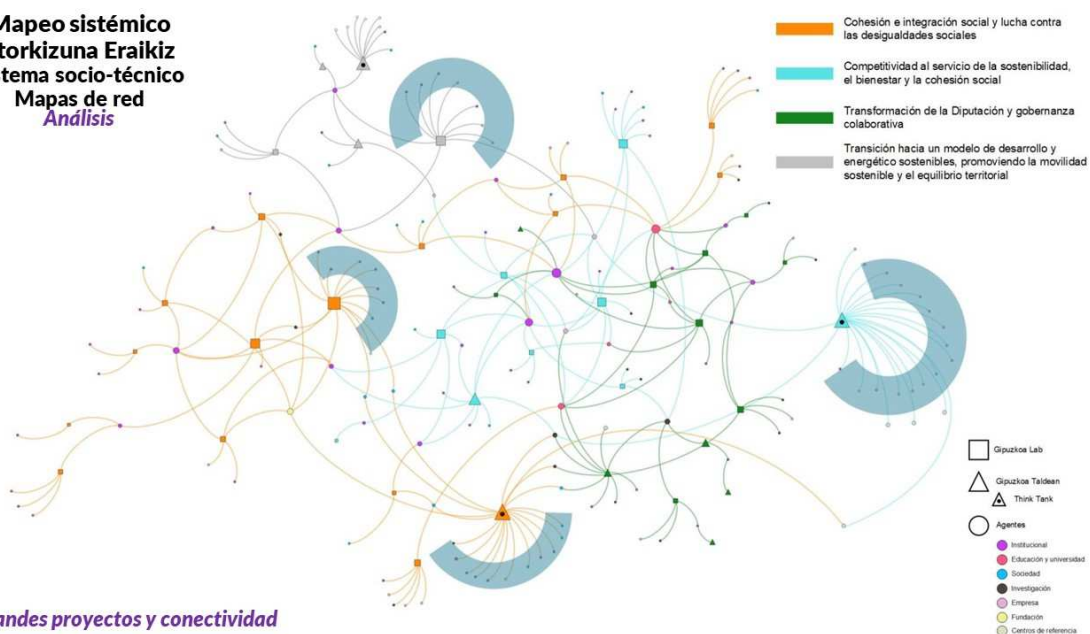 Mapeo sistémico
torkizuna Eraikiz
stema socio-técnico
Mapas de red
Análisis
Cohesión e integración social y lucha contra
las desigualdades sociales
Competitividad al servicio de la sostenibilidad,
el bienestar y la cohesión social
Transformación de la Diputación y gobernanza
colaborativa
Transición hacia un modelo de desarrollo y
energético sostenibles, promoviendo la movilidad
sostenible y el equilibrio territorial
Gipuzkoa Lab
Gipuzkoa Taldean
Think Tank
Agentes
Institucional
Educación y universidad
Sociedad
Investigación
Empresa
Fundación
Centros de referencia
andes proyectos y conectividad